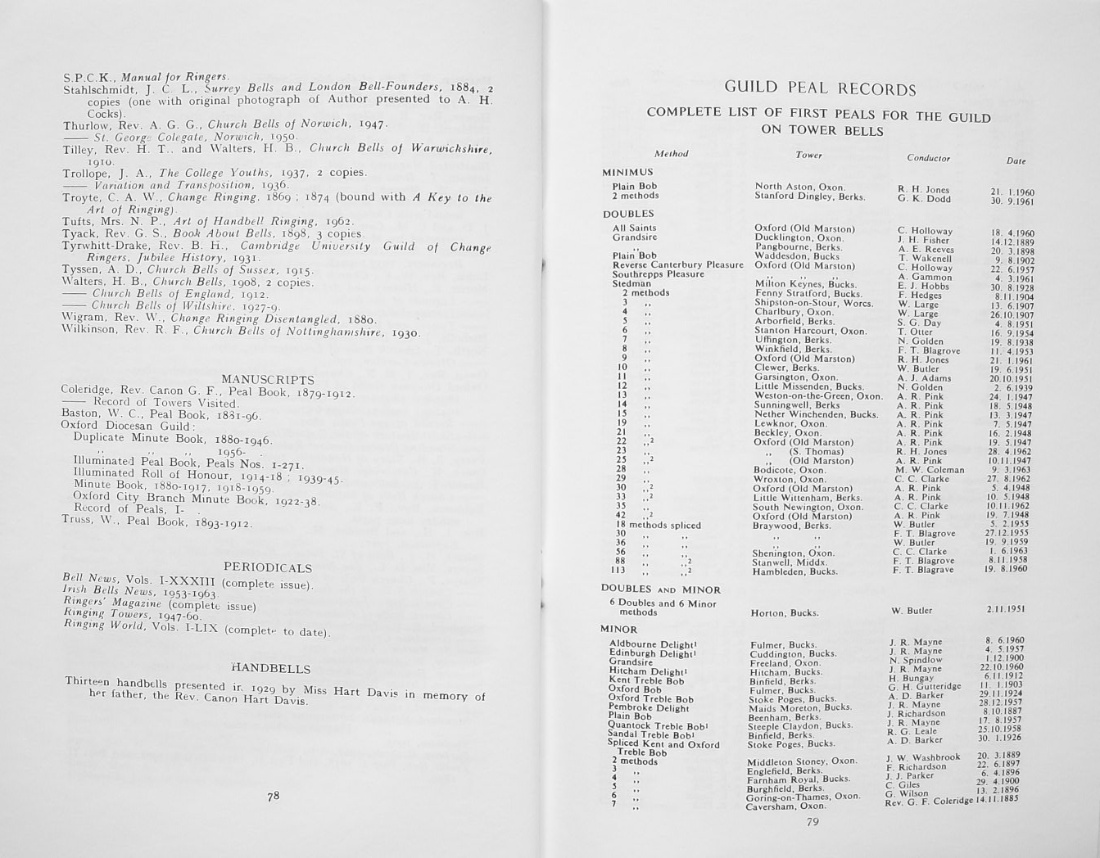 S.P.C.K., Manual for Ringers.
Stahlschmidt, J. C. L., Surrey Bells and London Bell-Founders, 1884, 2
copies (one with original photograph of Author presented to A. H.
Cocks).
Thurlow, Rev. A. G. G., Church Bells of Norwich, 1947.
—— St. George Colegate, Norwich, 1950.
Tilley, Rev. H. T., and Walters, H. B., Church Bells of Warwickshire,
1910.
Trollope, J. A., The College Youths, 1937, 2 copies.
—— Variation and Transposition, 1936.
Troyte, C. A. W., Change Ringing, 1869 ; 1874 (bound with A Key to the
Art of Ringing).
Tufts, Mrs. N. P., Art of Handbell Ringing, 1962.
Tyack, Rev. G. S., Book About Bells, 1898, 3 copies.
Tyrwhitt-Drake, Rev. B. H., Cambridge University Guild of Change
Ringers, Jubilee History, 1931.
Tyssen, A. D., Church Bells of Sussex, 1915.
Walters, H. B., Church Bells, 1908, 2 copies.
—— Church Bells of England, 1912.
—— Church Bells of Wiltshire, 1927-9.
Wigram, Rev. W., Change Ringing Disentangled, 1880.
Wilkinson, Rev. R. F., Church Bells of Nottinghamshire, 1930.
MANUSCRIPTS
Coleridge, Rev. Canon G. F., Peal Book, 1879-1912.
—— Record of Towers Visited.
Baston, W. C., Peal Book, 1881-96.
Oxford Diocesan Guild :
Duplicate Minute Book, 1880-1946.
,, ,, ,, 1956- .
Illuminated Peal Book, Peals Nos. 1-271.
Illuminated Roll of Honour, 1914-18 ; 1939-45.
Minute Book, 1880-1917, 1918-1959.
Oxford City Branch Minute Book, 1922-38.
Record of Peals, I- .
Truss, W., Peal Book, 1893-1912.
PERIODICALS
Bell News, Vols. I-XXXIII (complete issue).
Irish Bells News, 1953-1963
Ringers' Magazine (complete issue)
Ringing Towers, 1947-60.
Ringing World, Vols. I-LIX (complete to date).
HANDBELLS
Thirteen handbells presented in 1929 by Miss Hart Davis in memory of
her father, the Rev. Canon Hart Davis.
78
GUILD PEAL RECORDS
COMPLETE LIST OF FIRST PEALS FOR THE GUILD
ON TOWER BELLS
Method Tower Conductor Date
MINIMUS
Plain Bob North Aston, Oxon. R. H. Jones 21. 1.1960
2 methods Stanford Dingley, Berks. G. K. Dodd 30. 9.1961
DOUBLES
All Saints Oxford (Old Marston) C. Holloway 18. 4.1960
Grandsire Ducklington, Oxon. J. H. Fisher 14.12.1889
,, Pangbourne, Berks. A. E. Reeves 20. 3.1898
Plain Bob Waddesdon, Bucks T. Wakenell 9. 8.1902
Reverse Canterbury Pleasure Oxford (Old Marston) C. Holloway 22. 6.1957
Southrepps Pleasure ,, ,, ,, A. Gammon 4. 3.1961
Stedman Milton Keynes, Bucks. E. J. Hobbs 30. 8.1928
2 methods Fenny Stratford, Bucks. F. Hedges 8.11.1904
3 ,, Shipston-on-Stour, Worcs. W. Large 13. 6.1907
4 ,, Charlbury, Oxon. W. Large 26.10.1907
5 ,, Arborfield, Berks. S. G. Day 4. 8.1951
6 ,, Stanton Harcourt, Oxon. T. Otter 16. 9.1954
7 ,, Uffington, Berks. N. Golden 19. 8.1938
8 ,, Winkfield, Berks. F. T. Blagrove 11. 4.1953
9 ,, Oxford (Old Marston) R. H. Jones 21. 1.1961
10 ,, Clewer, Berks. W. Butler 19. 6.1951
11 ,, Garsington, Oxon. A. J. Adams 20.10.1951
12 ,, Little Missenden, Bucks. N. Golden 2. 6.1939
13 ,, Weston-on-the-Green, Oxon. A. R. Pink 24. 1.1947
14 ,, Sunningwell, Berks A. R. Pink 18. 5.1948
15 ,, Nether Winchenden, Bucks. A. R. Pink 13. 3.1947
19 ,, Lewknor, Oxon. A. R. Pink 7. 5.1947
21 ,, Beckley, Oxon. A. R. Pink 16. 2.1948
22 ,,² Oxford (Old Marston) A. R. Pink 19. 5.1947
23 ,, ,, (S. Thomas) R. H. Jones 28. 4.1962
25 ,,² ,, (Old Marston) A. R. Pink 10.11.1947
28 ,, Bodicote, Oxon. M. W. Coleman 9. 3.1963
29 ,, Wroxton, Oxon. C. C. Clarke 27. 8.1962
30 ,,² Oxford (Old Marston) A. R. Pink 5. 4.1948
33 ,,² Little Wittenham, Berks. A. R. Pink 10. 5.1948
35 ,, South Newington, Oxon. C. C. Clarke 10.11.1962
42 ,,² Oxford (Old Marston) A. R. Pink 19. 7.1948
18 methods spliced Braywood, Berks. W. Butler 5. 2.1955
30 ,, ,, ,, ,, F. T. Blagrove 27.12.1955
36 ,, ,, ,, ,, W. Butler 19. 9.1959
56 ,, ,, Shenington, Oxon. C. C. Clarke 1. 6.1963
88 ,, ,,² Stanwell, Middx. F. T. Blagrove 8.11.1958
113 ,, ,,² Hambleden, Bucks. F. T. Blagrave 19. 8.1960
DOUBLES AND MINOR
6 Doubles and 6 Minor
methods Horton, Bucks. W. Butler 2.11.1951
MINOR
Aldbourne Delight¹ Fulmer, Bucks. J. R. Mayne 8. 6.1960
Edinburgh Delight¹ Cuddington, Bucks. J. R. Mayne 4. 5.1957
Grandsire Freeland, Oxon. N. Spindlow 1.12.1900
Hitcham Delight¹ Hitcham, Bucks. J. R. Mayne 22.10.1960
Kent Treble Bob Binfield, Berks. H. Bungay 6.11.1912
Oxford Bob Fulmer, Bucks. G. H. Gutteridge 11. 1.1903
Oxford Treble Bob Stoke Poges, Bucks. A. D. Barker 29.11.1924
Pembroke Delight Maids Moreton, Bucks. J. R. Mayne 28.12.1957
Plain Bob Beenham, Berks. J. Richardson 8.10.1887
Quantock Treble Bob¹ Steeple Claydon, Bucks. J. R. Mayne 17. 8.1957
Sandal Treble Bob¹ Binfield, Berks. R. G. Leale 25.10.1958
Spliced Kent and Oxford Stoke Poges, Bucks. A. D. Barker 30. 1.1926
Treble Bob
2 methods Middleton Stoney, Oxon. J. W. Washbrook 20. 3.1889
3 ,, Englefield, Berks. F. Richardson 22. 6.1897
4 ,, Farnham Royal, Bucks. J. J. Parker 6. 4.1896
5 ,, Burghfield, Berks. C. Giles 29. 4.1900
6 ,, Goring-on-Thames, Oxon. G. Wilson 13. 2.1896
7 ,, Caversham, Oxon. Rev. G. F. Coleridge 14.11.1885
79